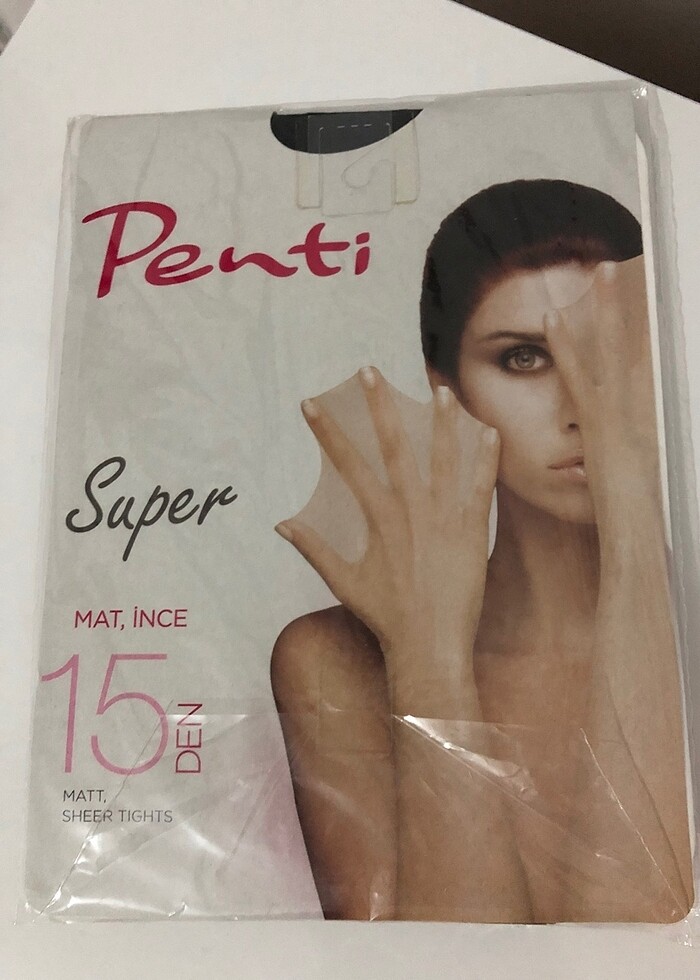 Penti
Super
MAT, İNCE
15
DEN
MATT,
SHEER TIGHTS